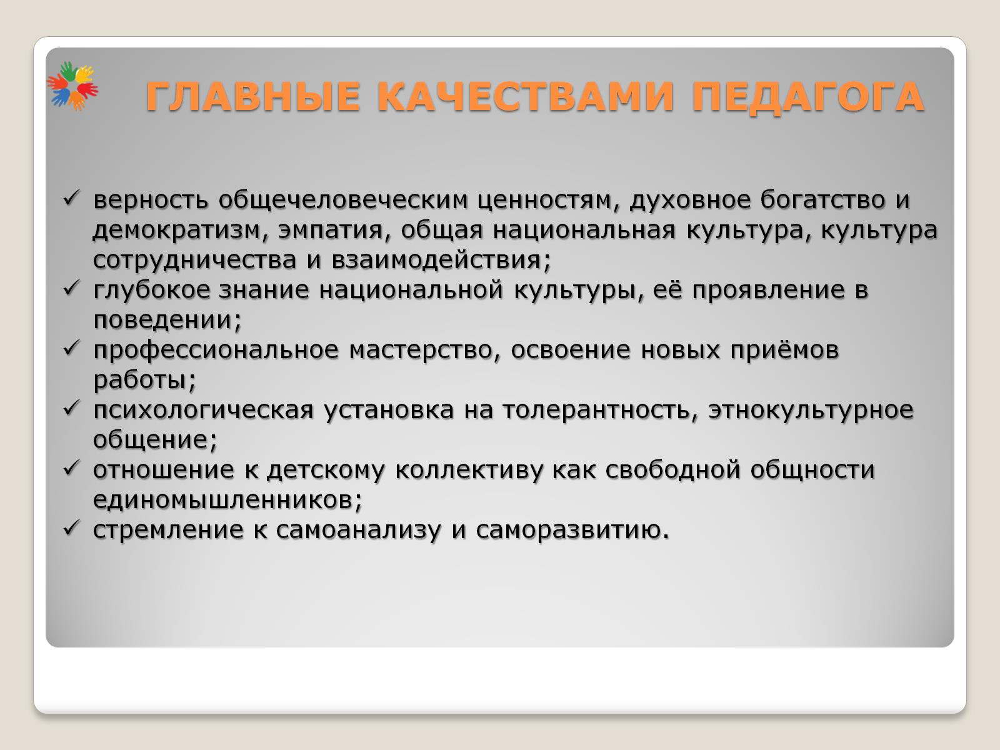 ГЛАВНЫЕ КАЧЕСТВАМИ ПЕДАГОГА
✓ верность общечеловеческим ценностям, духовное богатство и
демократизм, эмпатия, общая национальная культура, культура
сотрудничества и взаимодействия;
✓ глубокое знание национальной культуры, её проявление в
поведении;
✓ профессиональное мастерство, освоение новых приёмов
работы;
✓ психологическая установка на толерантность, этнокультурное
общение;
✓ отношение к детскому коллективу как свободной общности
единомышленников;
✓ стремление к самоанализу и саморазвитию.